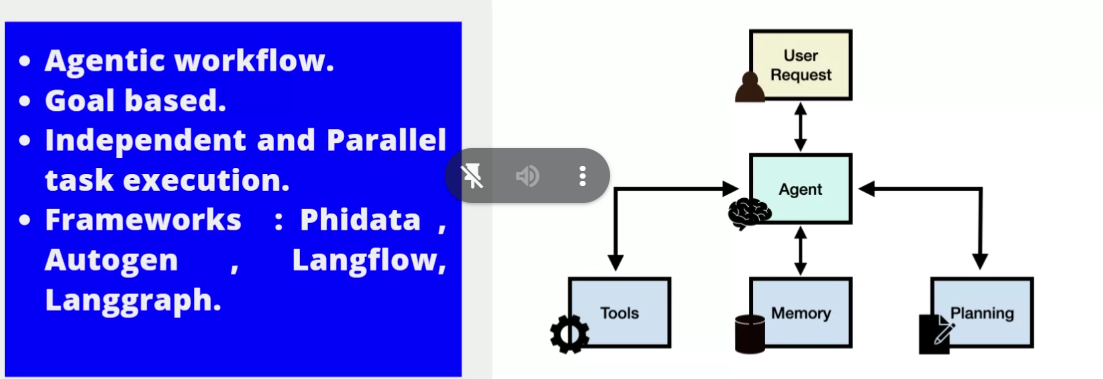 • Agentic workflow.
• Goal based.
• Independent and Parallel
task execution.
• Frameworks : Phidata ,
Autogen , Langflow,
Langgraph.
User
Request
Agent
Tools
Memory
Planning